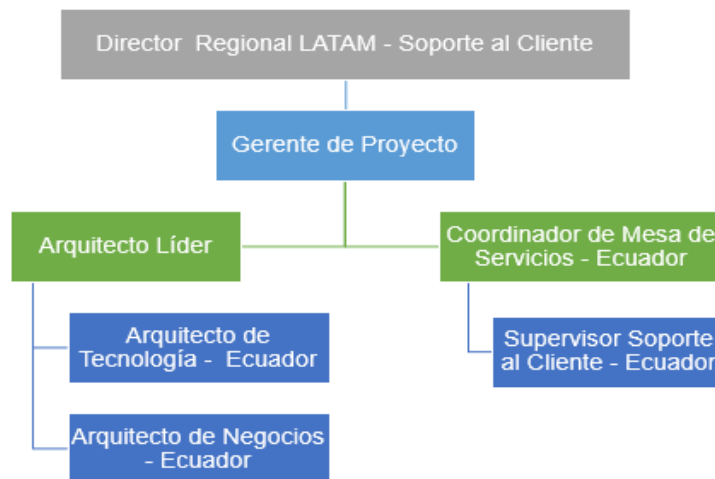 Director Regional LATAM - Soporte al Cliente
Gerente de Proyecto
Arquitecto Líder
Coordinador de Mesa de
Servicios - Ecuador
Arquitecto de
Tecnología - Ecuador
Supervisor Soporte
al Cliente - Ecuador
Arquitecto de Negocios
- Ecuador